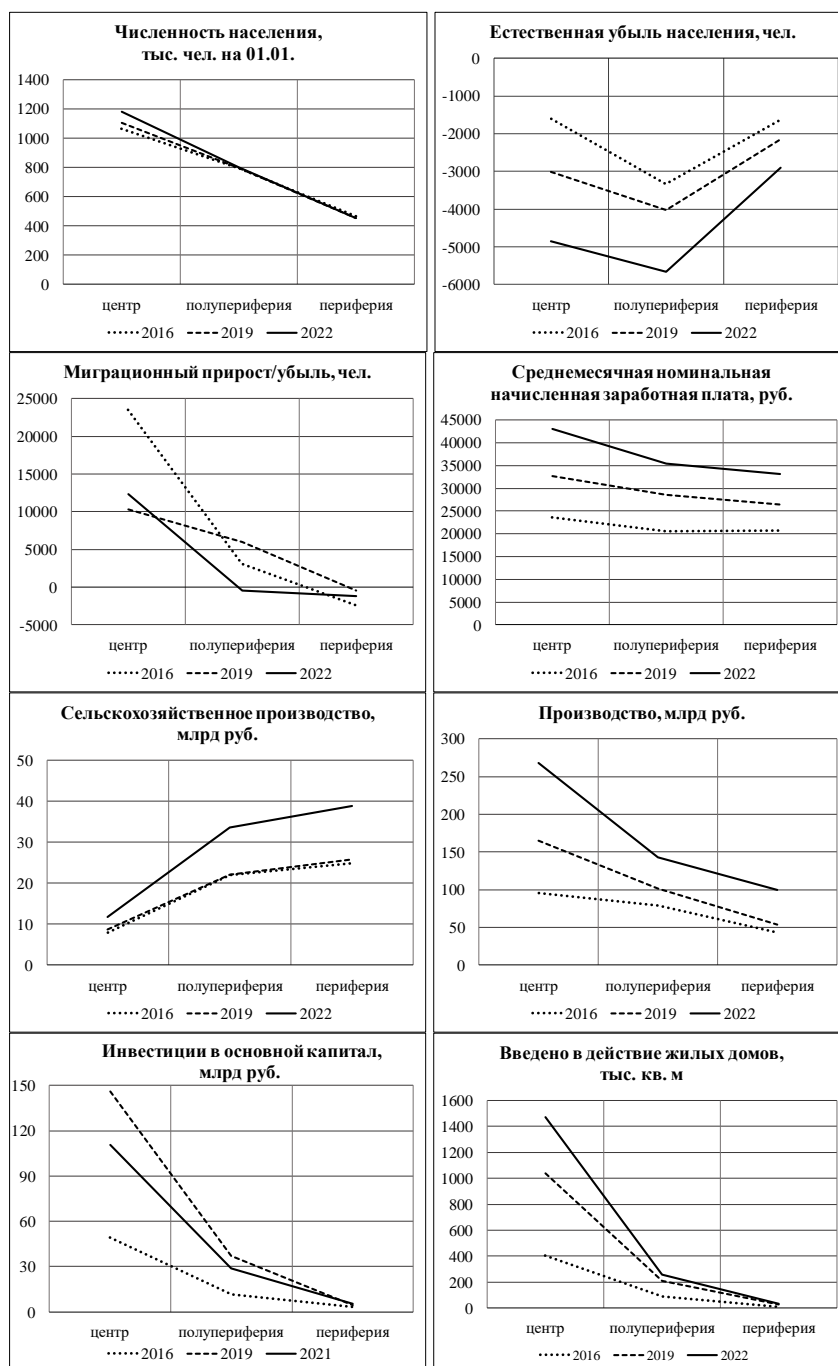 Численность населения,
тыс. чел. на 01.01.
1400
1200
1000
800
600
400
200
0
центр полупериферия периферия
2016 2019 2022
Естественная убыль населения, чел.
0
-1000
-2000
-3000
-4000
-5000
-6000
центр полупериферия периферия
2016 2019 2022
Миграционный прирост/убыль, чел.
25000
20000
15000
10000
5000
0
-5000
центр полупериферия периферия
2016 2019 2022
Среднемесячная номинальная
начисленная заработная плата, руб.
45000
40000
35000
30000
25000
20000
15000
10000
5000
0
центр полупериферия периферия
2016 2019 2022
Сельскохозяйственное производство,
млрд руб.
50
40
30
20
10
0
центр полупериферия периферия
2016 2019 2022
Производство, млрд руб.
300
250
200
150
100
50
0
центр полупериферия периферия
2016 2019 2022
Инвестиции в основной капитал,
млрд руб.
150
120
90
60
30
0
центр полупериферия периферия
2016 2019 2021
Введено в действие жилых домов,
тыс. кв. м
1600
1400
1200
1000
800
600
400
200
0
центр полупериферия периферия
2016 2019 2022